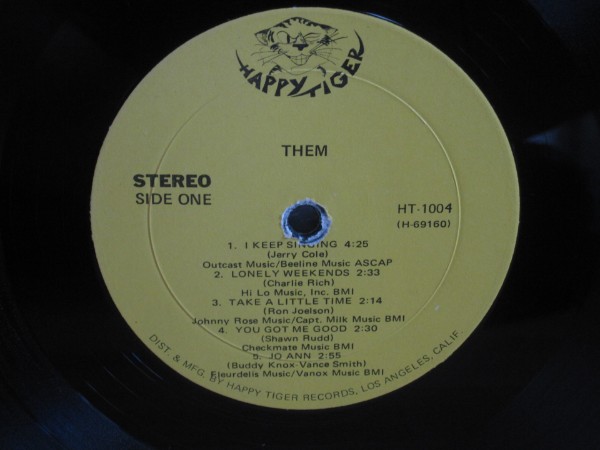 HAPPY TIGER
THEM
STEREO
SIDE ONE
HT-1004
(H-69160)
1. I KEEP SINGING 4:25
(Jerry Cole)
Outcast Music/Beeline Music ASCAP
2. LONELY WEEKENDS 2:33
(Charlie Rich)
Hi Lo Music, Inc. BMI
3. TAKE A LITTLE TIME 2:14
(Ron Joelson)
Johnny Rose Music/Capt. Milk Music BMI
4. YOU GOT ME GOOD 2:30
(Shawn Rudd)
Checkmate Music BMI
5. JO ANN 2:55
(Buddy Knox-Vance Smith)
Fleurdelis Music/Vanox Music BMI
DIST. & MFG. BY HAPPY TIGER RECORDS, LOS ANGELES, CALIF